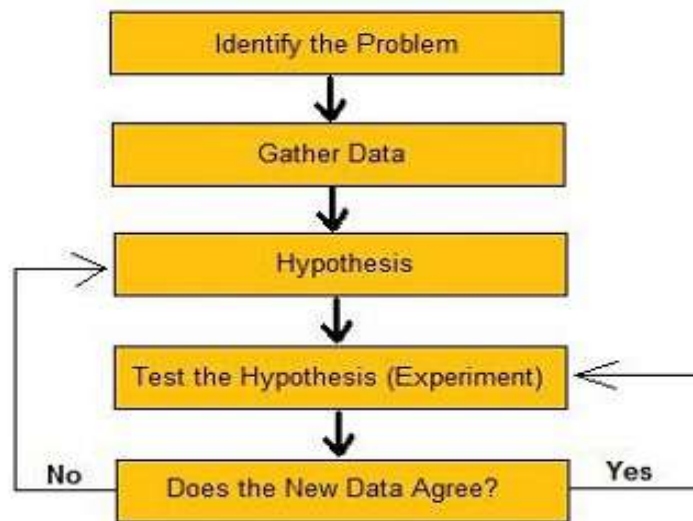 Identify the Problem
Gather Data
Hypothesis
Test the Hypothesis (Experiment)
No
Does the New Data Agree?
Yes